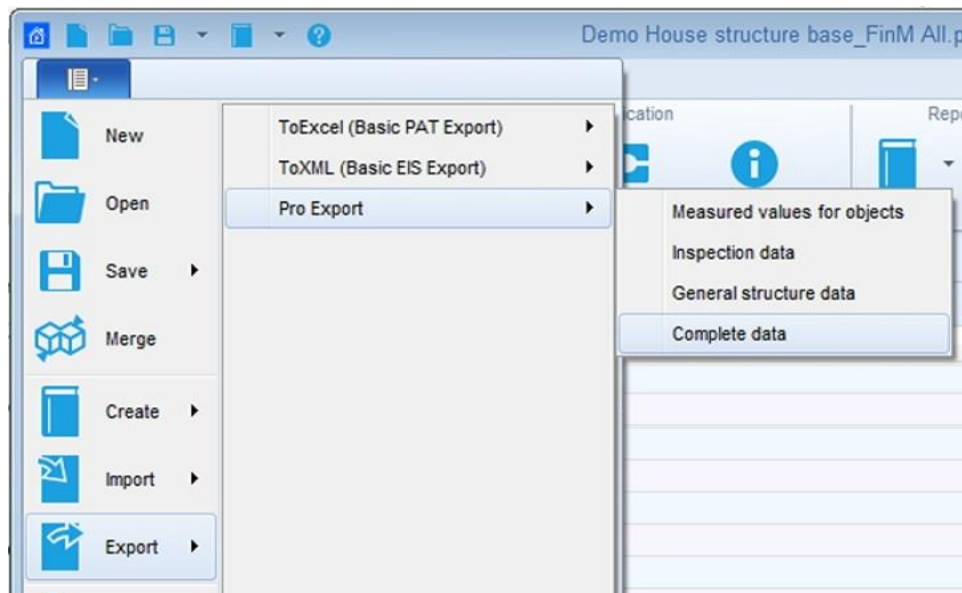 Demo House structure base_FinM All.p
ication
Repo
New
Open
Save
Merge
Create
Import
Export
ToExcel (Basic PAT Export)
ToXML (Basic EIS Export)
Pro Export
Measured values for objects
Inspection data
General structure data
Complete data